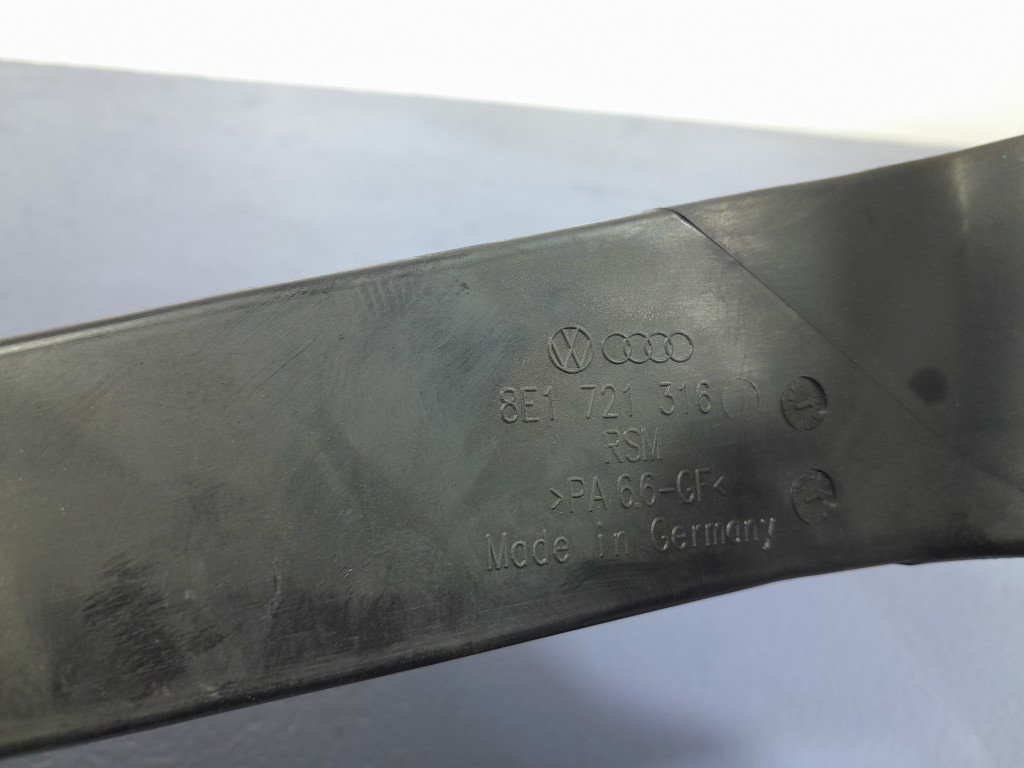 8E1 721 316
RSM
>PA 6.6-GF<
Made in Germany